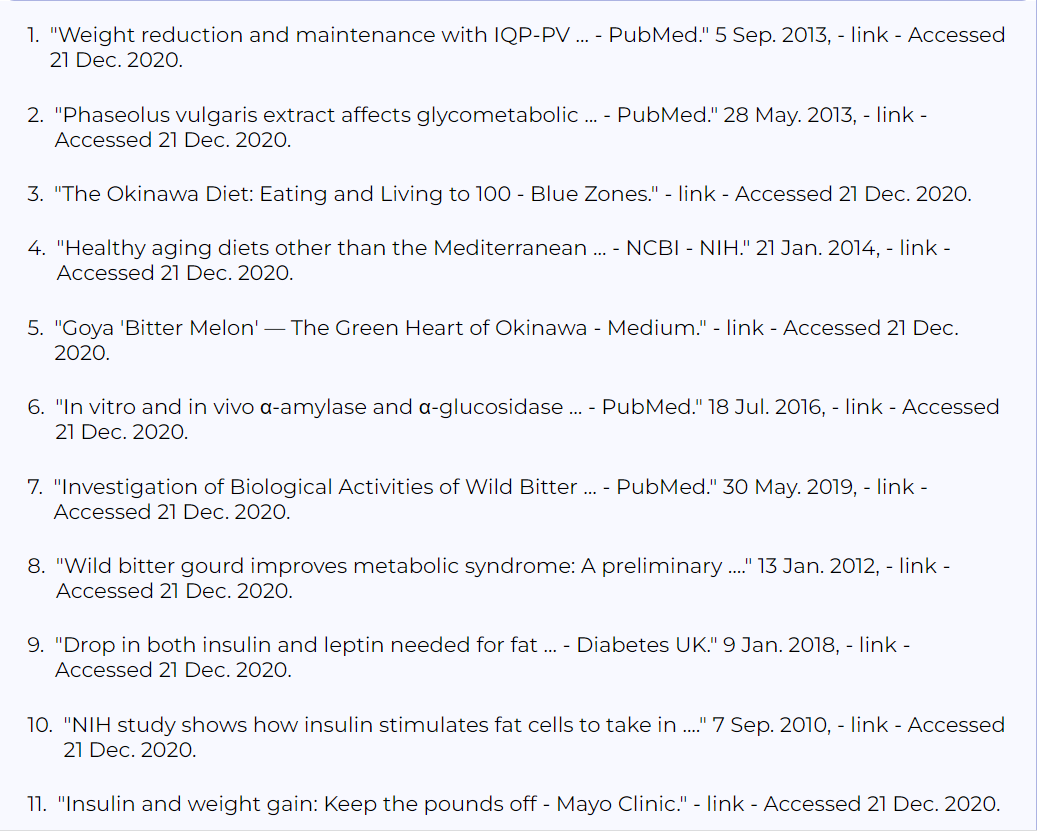 1. "Weight reduction and maintenance with IQP-PV ... - PubMed." 5 Sep. 2013, - link - Accessed
21 Dec. 2020.
2. "Phaseolus vulgaris extract affects glycometabolic ... - PubMed." 28 May. 2013, - link -
Accessed 21 Dec. 2020.
3. "The Okinawa Diet: Eating and Living to 100 - Blue Zones." - link - Accessed 21 Dec. 2020.
4. "Healthy aging diets other than the Mediterranean ... - NCBI - NIH." 21 Jan. 2014, - link -
Accessed 21 Dec. 2020.
5. "Goya 'Bitter Melon' — The Green Heart of Okinawa - Medium." - link - Accessed 21 Dec.
2020.
6. "In vitro and in vivo α-amylase and α-glucosidase ... - PubMed." 18 Jul. 2016, - link - Accessed
21 Dec. 2020.
7. "Investigation of Biological Activities of Wild Bitter ... - PubMed." 30 May. 2019, - link -
Accessed 21 Dec. 2020.
8. "Wild bitter gourd improves metabolic syndrome: A preliminary ...." 13 Jan. 2012, - link -
Accessed 21 Dec. 2020.
9. "Drop in both insulin and leptin needed for fat ... - Diabetes UK." 9 Jan. 2018, - link -
Accessed 21 Dec. 2020.
10. "NIH study shows how insulin stimulates fat cells to take in ...." 7 Sep. 2010, - link - Accessed
21 Dec. 2020.
11. "Insulin and weight gain: Keep the pounds off - Mayo Clinic." - link - Accessed 21 Dec. 2020.